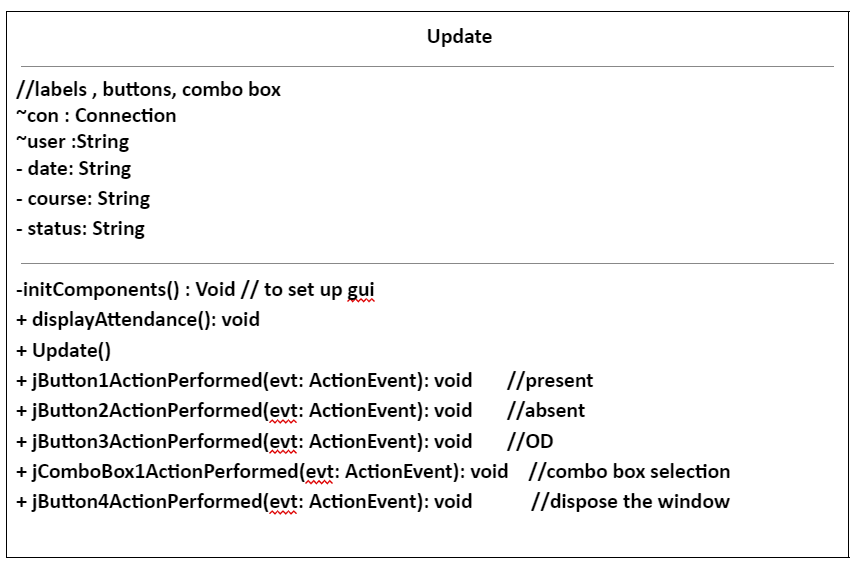 Update
//labels , buttons, combo box
~con : Connection
~user :String
- date: String
- course: String
- status: String
-initComponents() : Void // to set up gui
+ displayAttendance(): void
+ Update()
+ jButton1ActionPerformed(evt: ActionEvent): void //present
+ jButton2ActionPerformed(evt: ActionEvent): void //absent
+ jButton3ActionPerformed(evt: ActionEvent): void //OD
+ jComboBox1ActionPerformed(evt: ActionEvent): void //combo box selection
+ jButton4ActionPerformed(evt: ActionEvent): void //dispose the window